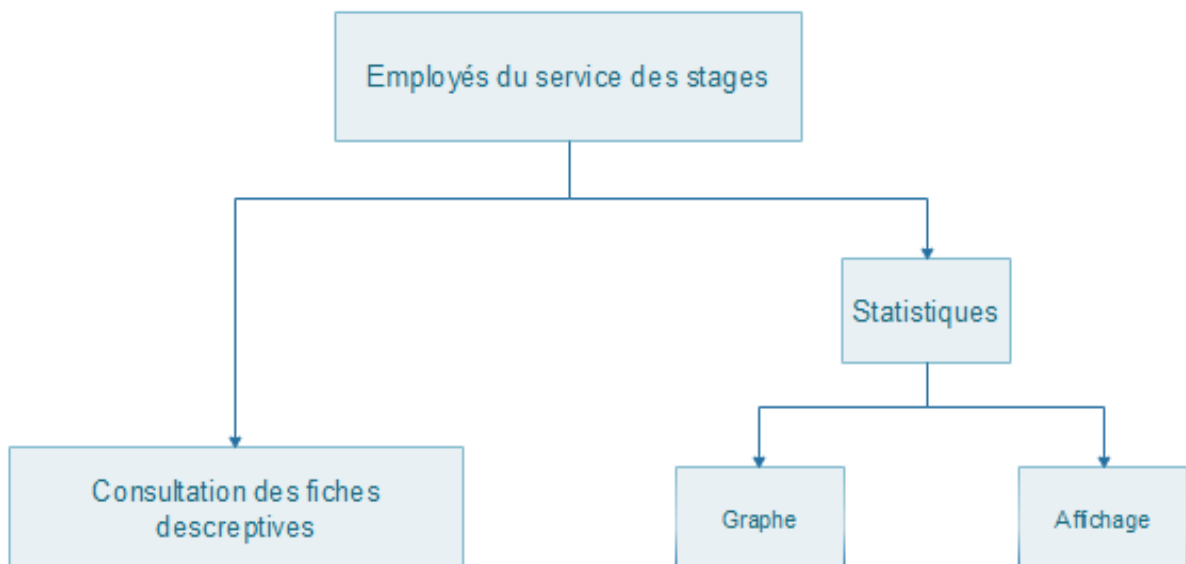 Employés du service des stages
Statistiques
Consultation des fiches
descreptives
Graphe
Affichage